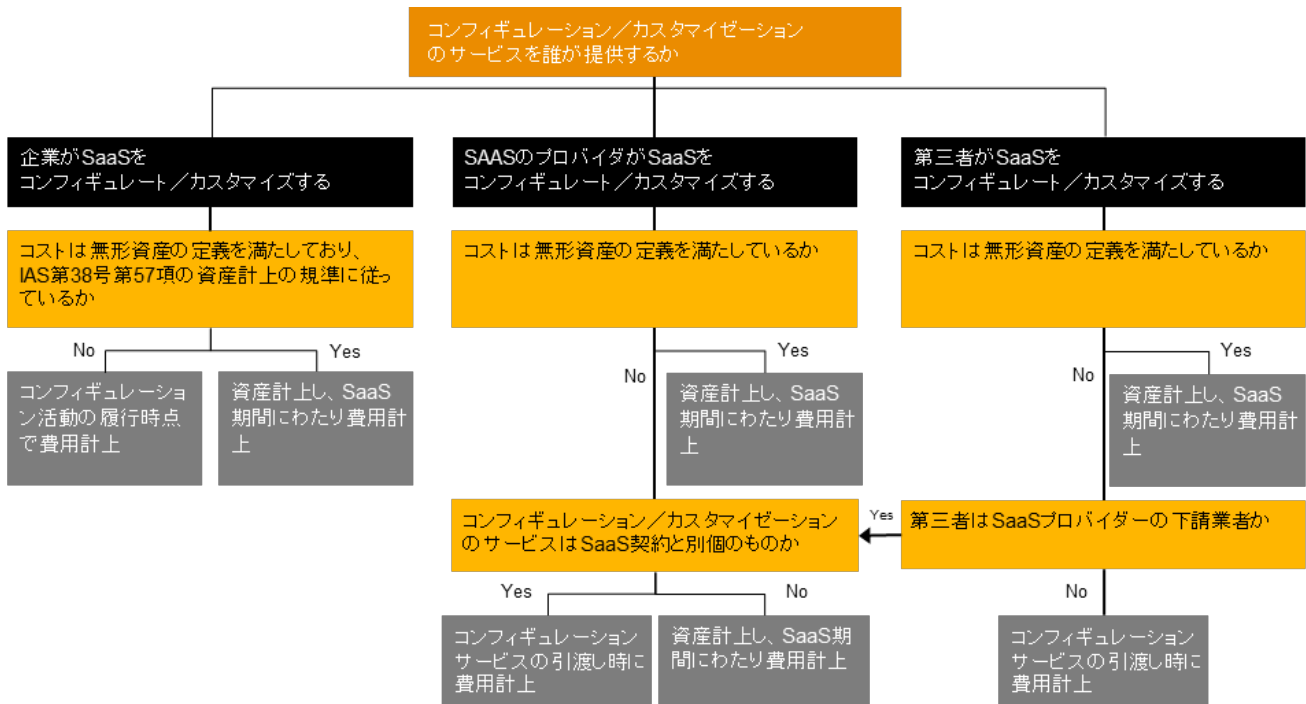 コンフィギュレーション／カスタマイゼーション
のサービスを誰が提供するか
企業がSaaSを
コンフィギュレート／カスタマイズする
SAASのプロバイダがSaaSを
コンフィギュレート／カスタマイズする
第三者がSaaSを
コンフィギュレート／カスタマイズする
コストは無形資産の定義を満たしており、
IAS第38号第57項の資産計上の規準に従っ
ているか
コストは無形資産の定義を満たしているか
コストは無形資産の定義を満たしているか
No
Yes
No
Yes
No
Yes
コンフィギュレーショ
ン活動の履行時点
で費用計上
資産計上し、SaaS
期間にわたり費用計
上
資産計上し、SaaS
期間にわたり費用計
上
資産計上し、SaaS
期間にわたり費用計
上
コンフィギュレーション／カスタマイゼーション
のサービスはSaaS契約と別個のものか
Yes
第三者はSaaSプロバイダーの下請業者か
Yes
No
No
コンフィギュレーション
サービスの引渡し時に
費用計上
資産計上し、SaaS期
間にわたり費用計上
コンフィギュレーション
サービスの引渡し時に
費用計上